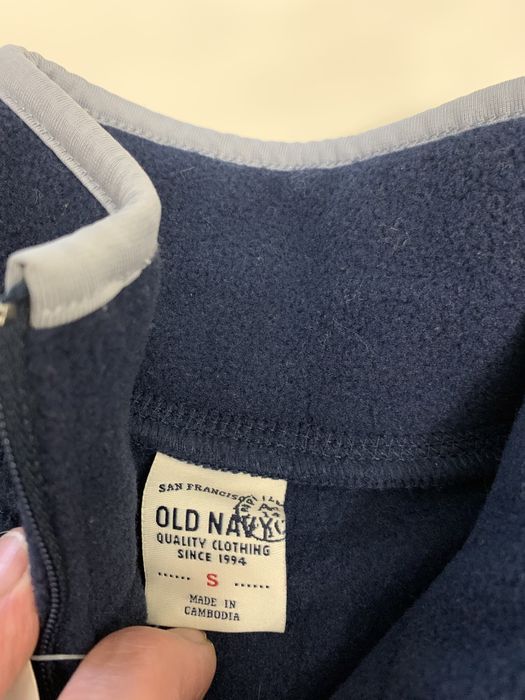 SAN FRANCISCO
OLD NAVY
QUALITY CLOTHING
SINCE 1994
...... S ......
MADE IN
CAMBODIA